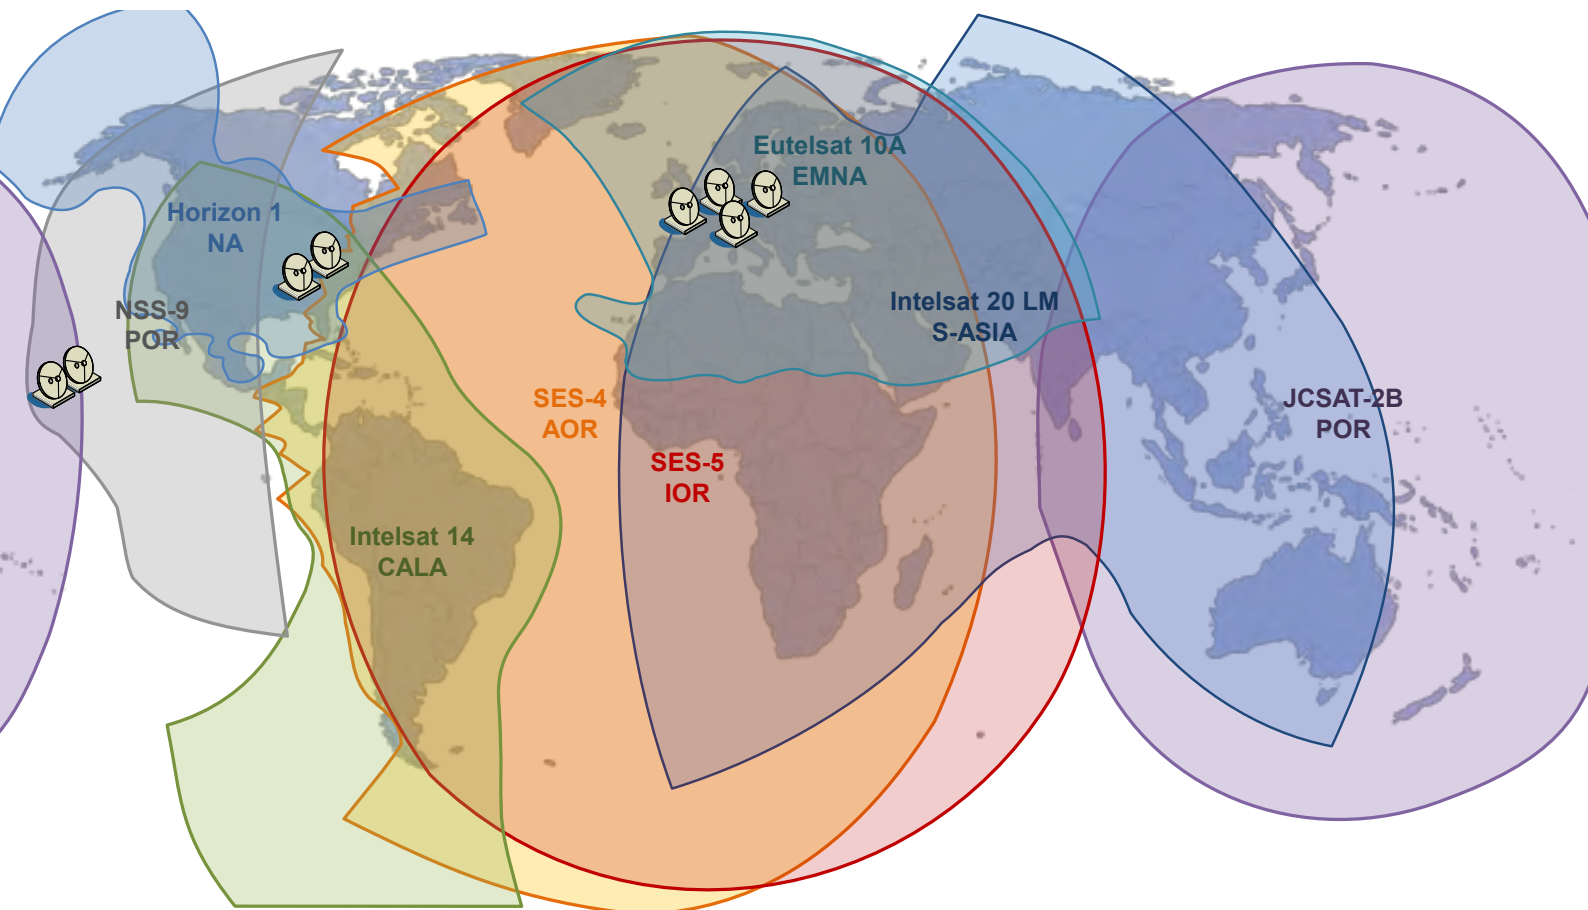 Eutelsat 10A
EMNA
Horizon 1
NA
NSS-9
POR
Intelsat 20 LM
S-ASIA
SES-4
AOR
JCSAT-2B
POR
SES-5
IOR
Intelsat 14
CALA